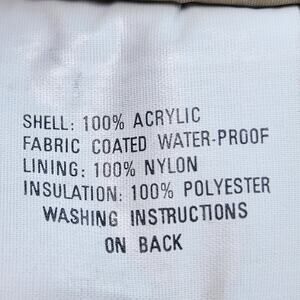 SHELL: 100% ACRYLIC
FABRIC COATED WATER-PROOF
LINING: 100% NYLON
INSULATION: 100% POLYESTER
WASHING INSTRUCTIONS
ON BACK